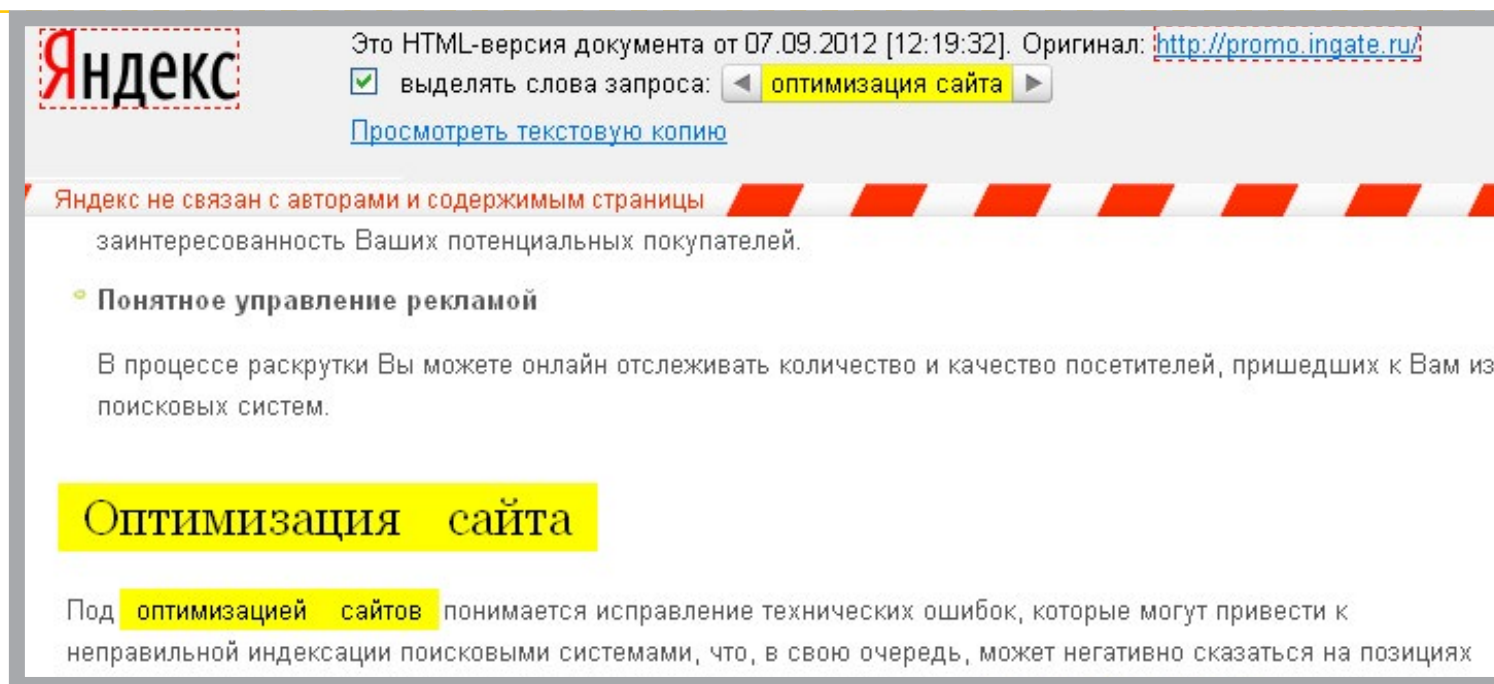 Яндекс
Это HTML-версия документа от 07.09.2012 [12:19:32]. Оригинал: http://promo.ingate.ru/
выделять слова запроса: оптимизация сайта
Просмотреть текстовую копию
Яндекс не связан с авторами и содержимым страницы
заинтересованность Ваших потенциальных покупателей.
Понятное управление рекламой
В процессе раскрутки Вы можете онлайн отслеживать количество и качество посетителей, пришедших к Вам из
поисковых систем.
Оптимизация сайта
Под оптимизацией сайтов понимается исправление технических ошибок, которые могут привести к
неправильной индексации поисковыми системами, что, в свою очередь, может негативно сказаться на позициях